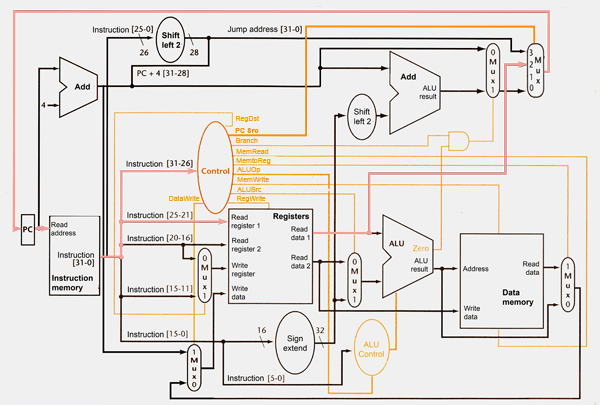 Instruction [25-0]
26
Shift
left 2
28
Jump address [31-0]
PC + 4 [31-28]
Add
4
0
M
u
x
1
3
2
1
0
M
u
x
Add
ALU
result
Shift
left 2
RegDst
PC Sro
Branch
MemRead
MemtoReg
ALUOp
MemWrite
ALUSrc
RegWrite
DataWrite
Control
Instruction [31-26]
PC
Read
address
Instruction
[31-0]
Instruction
memory
Instruction [25-21]
Instruction [20-16]
Instruction [15-11]
Instruction [15-0]
0
M
u
x
1
Registers
Read
register 1
Read
data 1
Read
register 2
Read
data 2
Write
register
Write
data
0
M
u
x
1
ALU
Zero
ALU
result
Address
Read
data
Write
data
Data
memory
1
M
u
x
0
16
Sign
extend
32
ALU
Control
Instruction [5-0]
1
M
u
x
0